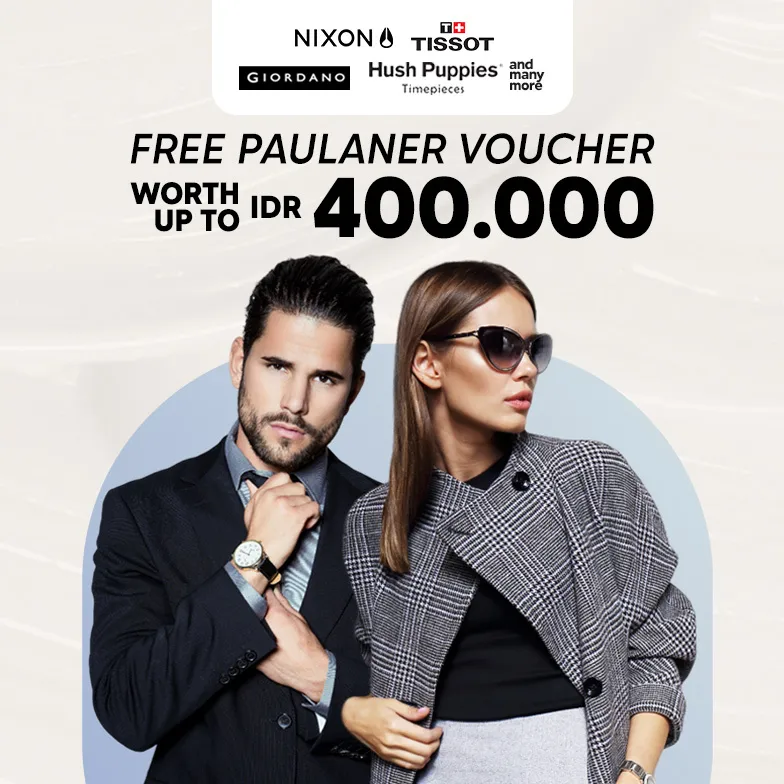 NIXON
TISSOT
GIORDANO
Hush Puppies
Timepieces
and
many
more
FREE PAULANER VOUCHER
WORTH
UP TO
IDR 400.000